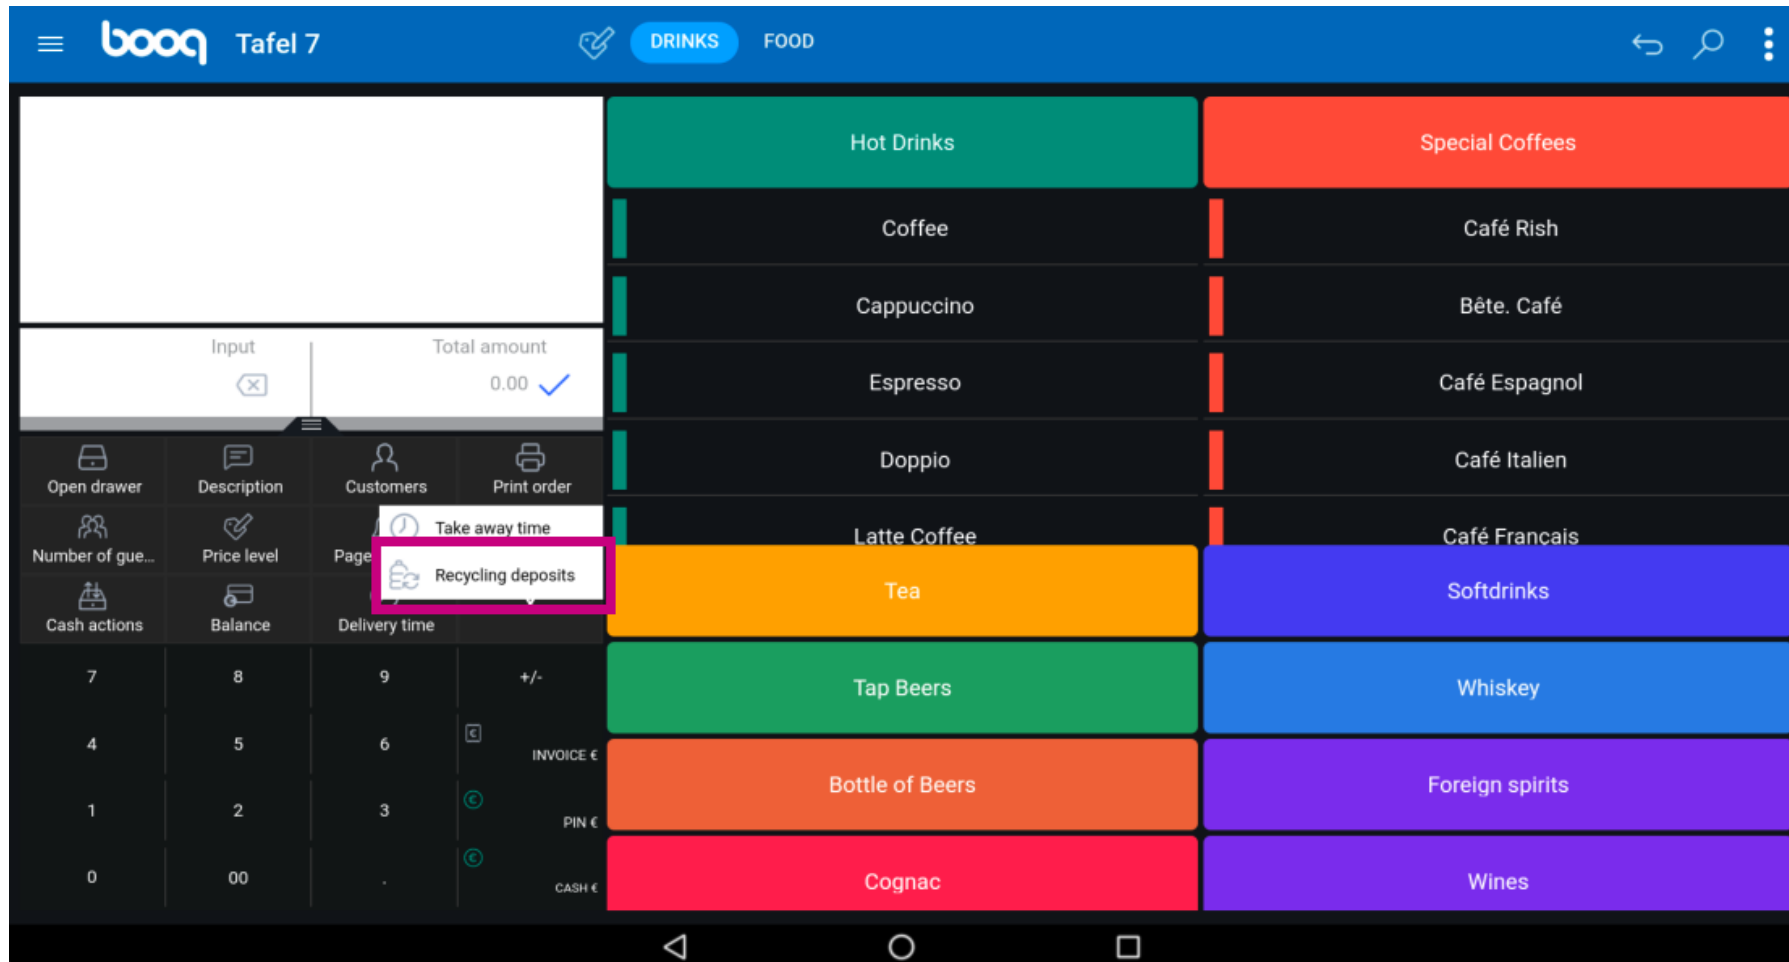 booq
Tafel 7
DRINKS
FOOD
Input
Total amount
0.00
Open drawer
Description
Customers
Print order
Number of gue...
Price level
Page
Take away time
Recycling deposits
Cash actions
Balance
Delivery time
7
8
9
+/-
4
5
6
INVOICE €
1
2
3
PIN €
0
00
.
CASH €
Hot Drinks
Special Coffees
Coffee
Café Rish
Cappuccino
Bête. Café
Espresso
Café Espagnol
Doppio
Café Italien
Latte Coffee
Café Français
Tea
Softdrinks
Tap Beers
Whiskey
Bottle of Beers
Foreign spirits
Cognac
Wines